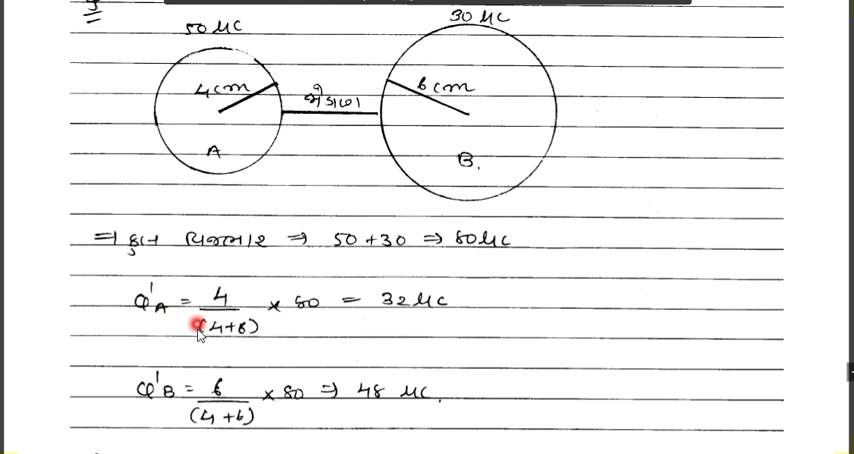 50 μC
30 μC
4cm
6cm
A
B.
⇒ કુલ વિજભાર ⇒ 50 + 30 ⇒ 80 μC
Q'A = 4/(4+6) × 80 = 32 μC
Q'B = 6/(4+6) × 80 ⇒ 48 μC.